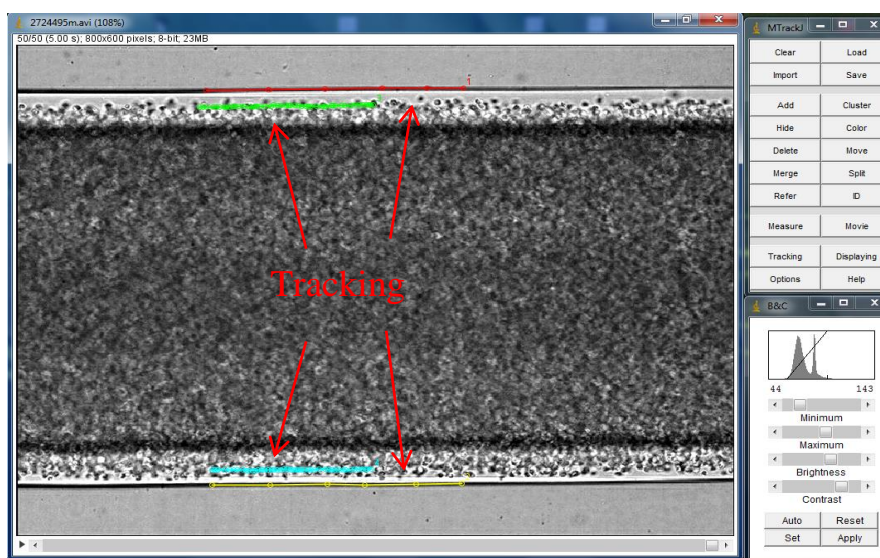 2724495m.avi (108%)
50/50 (5.00 s); 800x600 pixels; 8-bit; 23MB
1
Tracking
MTrackJ
Clear Load
Import Save
Add Cluster
Hide Color
Delete Move
Merge Split
Refer ID
Measure Movie
Tracking Displaying
Options Help
B&C
44 143
Minimum
Maximum
Brightness
Contrast
Auto Reset
Set Apply